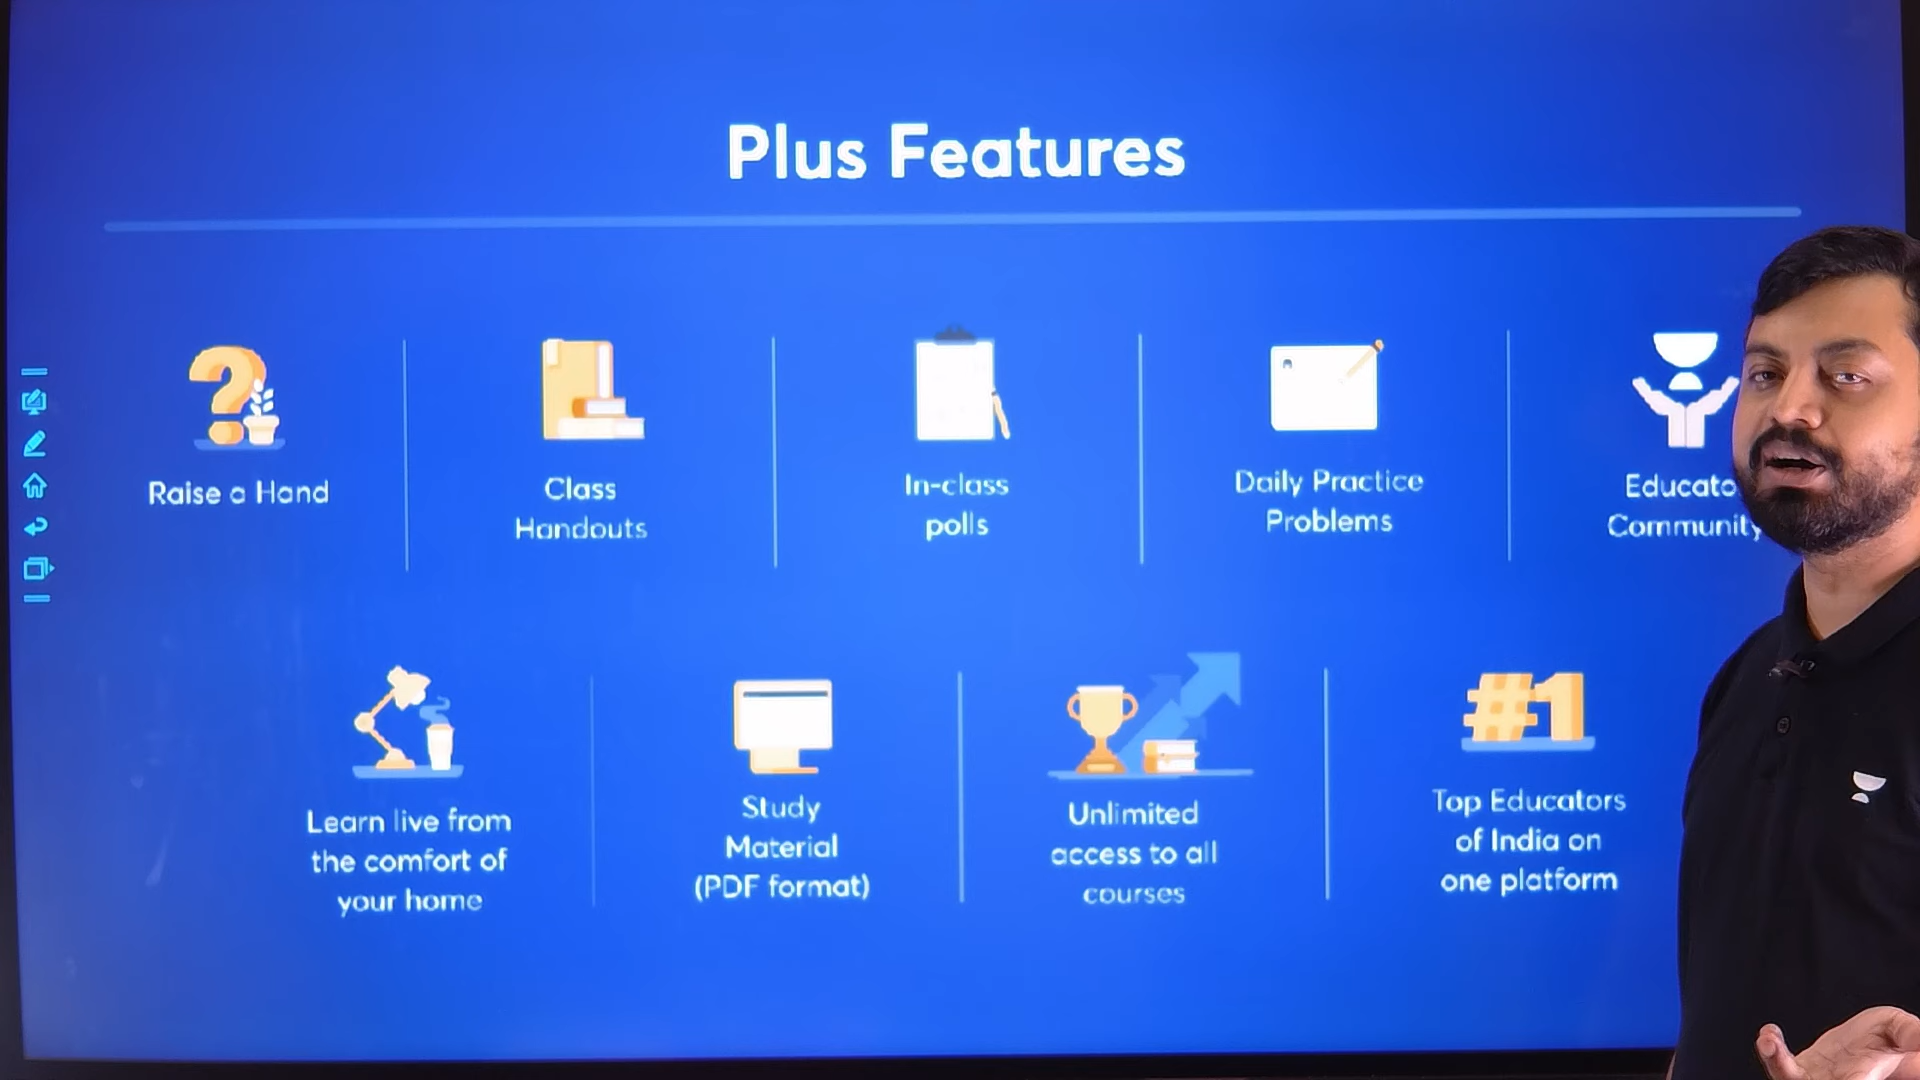 Plus Features
Raise a Hand
Class
Handouts
In-class
polls
Daily Practice
Problems
Community
Learn live from
the comfort of
your home
Study
Material
(PDF format)
Unlimited
access to all
courses
#1
Top Educators
of India on
one platform